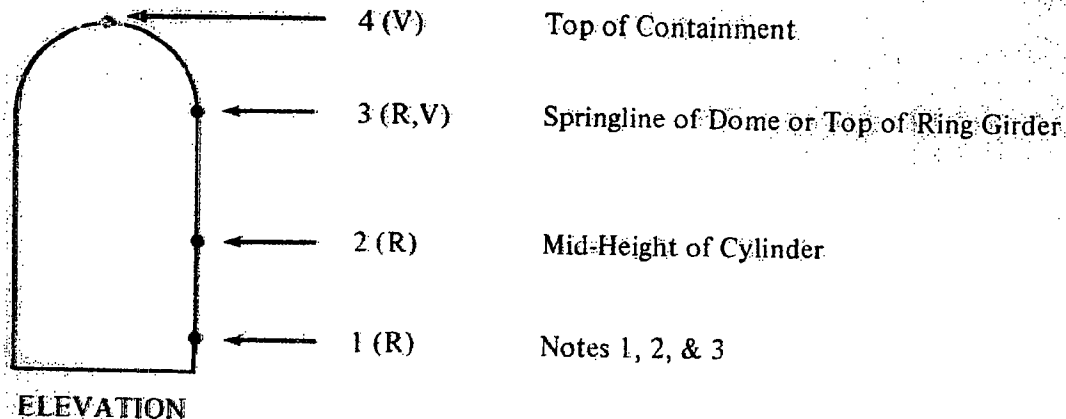 4 (V) Top of Containment
3 (R,V) Springline of Dome or Top of Ring Girder
2 (R) Mid-Height of Cylinder
1 (R) Notes 1, 2, & 3
ELEVATION